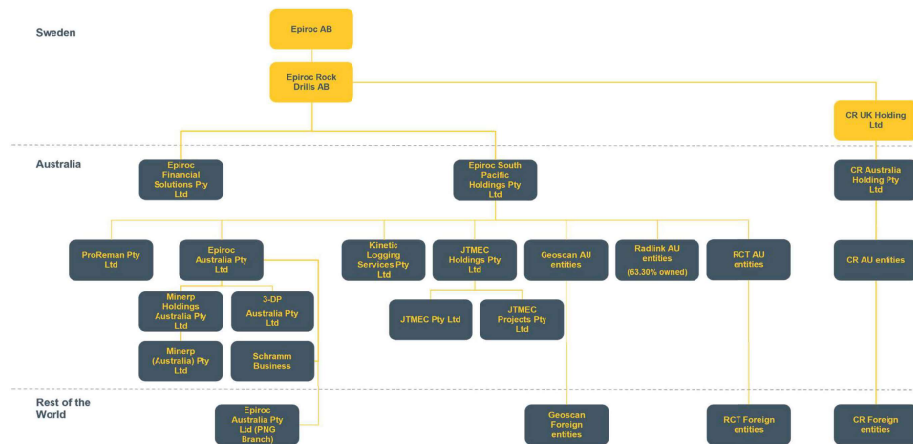 Sweden
Epiroc AB
Epiroc Rock
Drills AB
CR UK Holding
Ltd
Australia
Epiroc
Financial
Solutions Pty
Ltd
Epiroc South
Pacific
Holdings Pty
Ltd
CR Australia
Holding Pty
Ltd
ProReman Pty
Ltd
Epiroc
Australia Pty
Ltd
Kinetic
Logging
Services Pty
Ltd
JTMEC
Holdings Pty
Ltd
Geoscan AU
entities
Radlink AU
entities
(63.30% owned)
RCT AU
entities
CR AU entities
Minerp
Holdings
Australia Pty
Ltd
3-DP
Australia Pty
Ltd
JTMEC Pty Ltd
JTMEC
Projects Pty
Ltd
Minerp
(Australia) Pty
Ltd
Schramm
Business
Rest of the
World
Epiroc
Australia Pty
Ltd (PNG
Branch)
Geoscan
Foreign
entities
RCT Foreign
entities
CR Foreign
entities